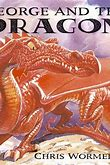 EORGE AND TH
DRAGON
CHRIS WORME